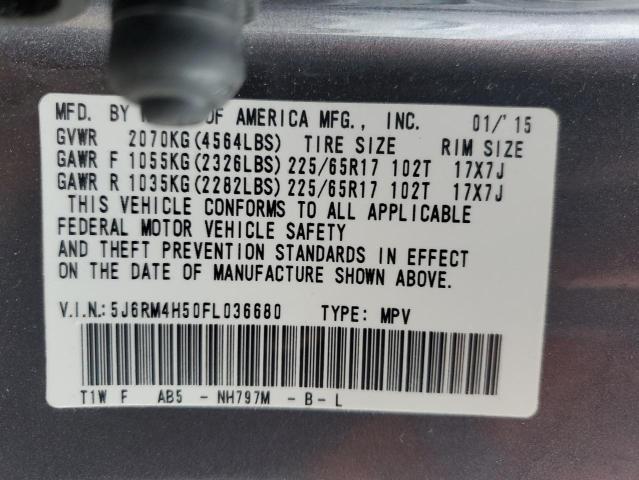 MFD. BY OF AMERICA MFG., INC. 01/'15
GVWR 2070KG(4564LBS) TIRE SIZE RIM SIZE
GAWR F 1055KG(2326LBS) 225/65R17 102T 17X7J
GAWR R 1035KG(2282LBS) 225/65R17 102T 17X7J
THIS VEHICLE CONFORMS TO ALL APPLICABLE
FEDERAL MOTOR VEHICLE SAFETY
AND THEFT PREVENTION STANDARDS IN EFFECT
ON THE DATE OF MANUFACTURE SHOWN ABOVE.
V.I.N.: 5J6RM4H50FL036680 TYPE: MPV
T1W F AB5 - NH797M - B - L